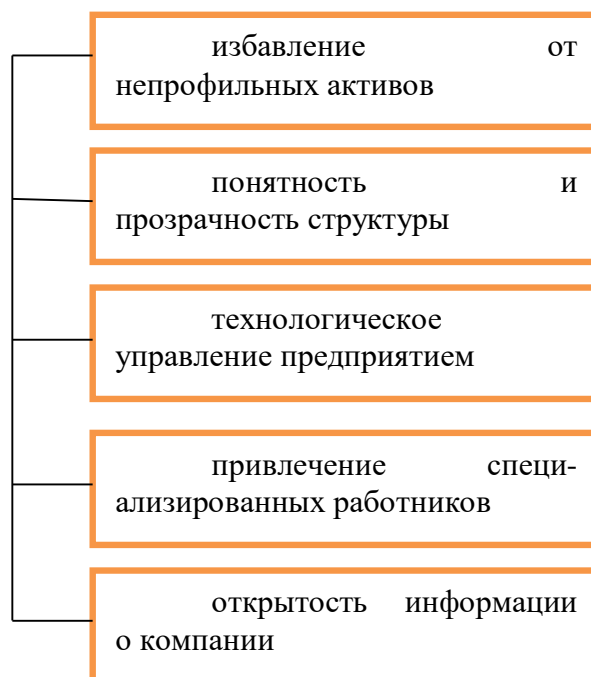 избавление от
непрофильных активов
понятность и
прозрачность структуры
технологическое
управление предприятием
привлечение специ-
ализированных работников
открытость информации
о компании